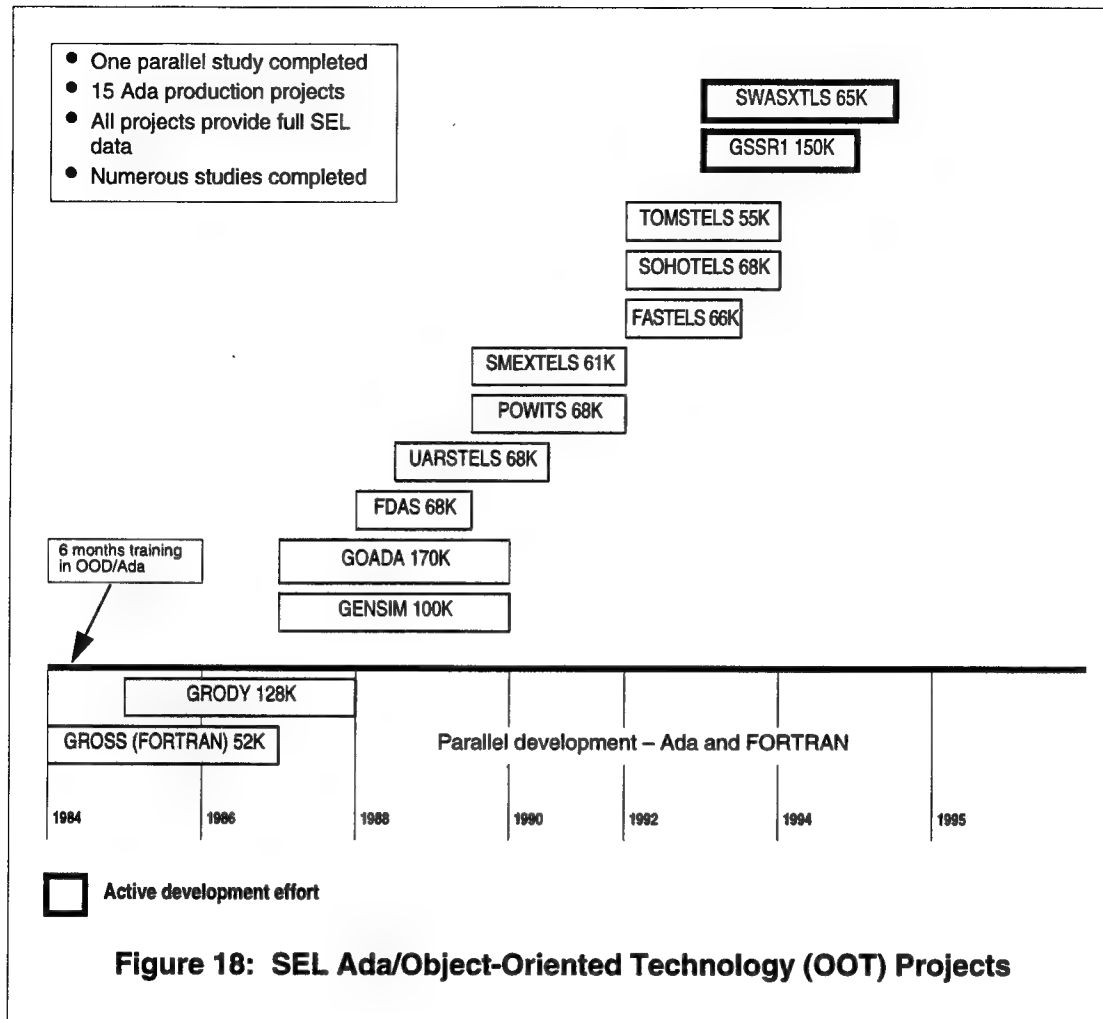 • One parallel study completed
• 15 Ada production projects
• All projects provide full SEL
data
• Numerous studies completed
SWASXTLS 65K
GSSR1 150K
TOMSTELS 55K
SOHOTELS 68K
FASTELS 66K
SMEXTELS 61K
POWITS 68K
UARSTELS 68K
FDAS 68K
6 months training
in OOD/Ada
GOADA 170K
GENSIM 100K
GRODY 128K
GROSS (FORTRAN) 52K
Parallel development – Ada and FORTRAN
1984 1986 1988 1990 1992 1994 1995
Active development effort
Figure 18: SEL Ada/Object-Oriented Technology (OOT) Projects